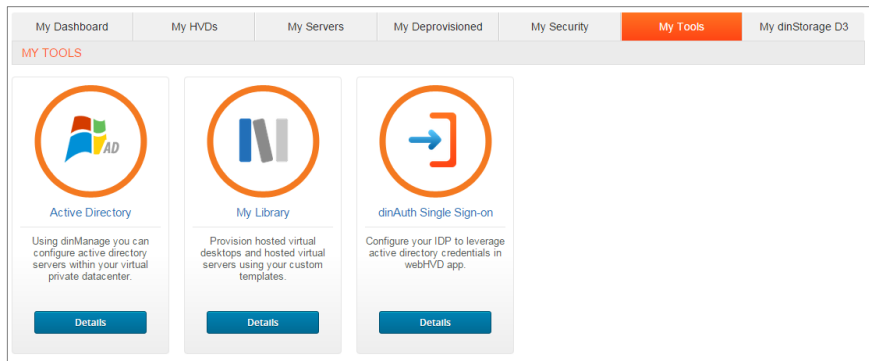 My Dashboard
My HVDs
My Servers
My Deprovisioned
My Security
My Tools
My dinStorage D3
MY TOOLS
AD
Active Directory
Using dinManage you can
configure active directory
servers within your virtual
private datacenter.
Details
My Library
Provision hosted virtual
desktops and hosted virtual
servers using your custom
templates.
Details
dinAuth Single Sign-on
Configure your IDP to leverage
active directory credentials in
webHVD app.
Details